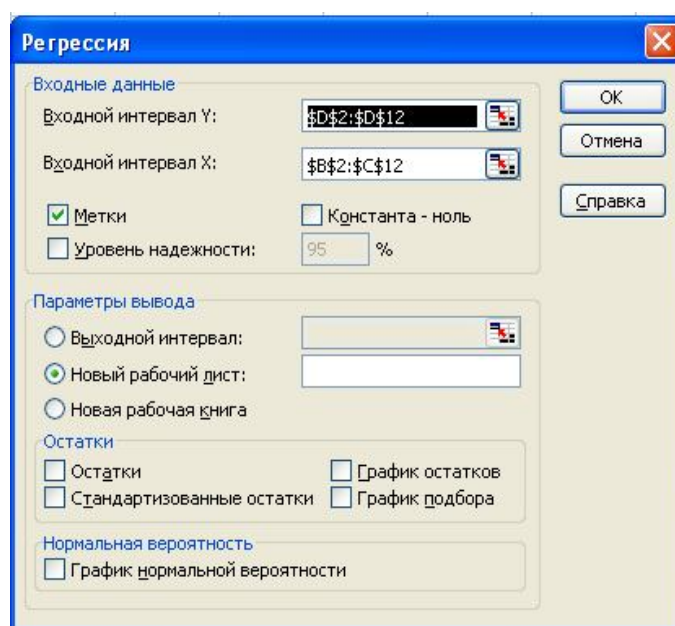 Регрессия
Входные данные
Входной интервал Y: $D$2:$D$12
Входной интервал X: $B$2:$C$12
Метки Константа - ноль
Уровень надежности: 95 %
OK
Отмена
Справка
Параметры вывода
Выходной интервал:
Новый рабочий лист:
Новая рабочая книга
Остатки
Остатки График остатков
Стандартизованные остатки График подбора
Нормальная вероятность
График нормальной вероятности